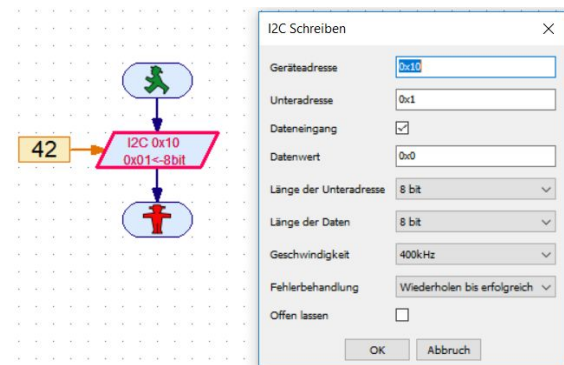 42
I2C 0x10
0x01<-8bit
I2C Schreiben
Geräteadresse 0x10
Unteradresse 0x1
Dateneingang
Datenwert 0x0
Länge der Unteradresse 8 bit
Länge der Daten 8 bit
Geschwindigkeit 400kHz
Fehlerbehandlung Wiederholen bis erfolgreich
Offen lassen
OK Abbruch